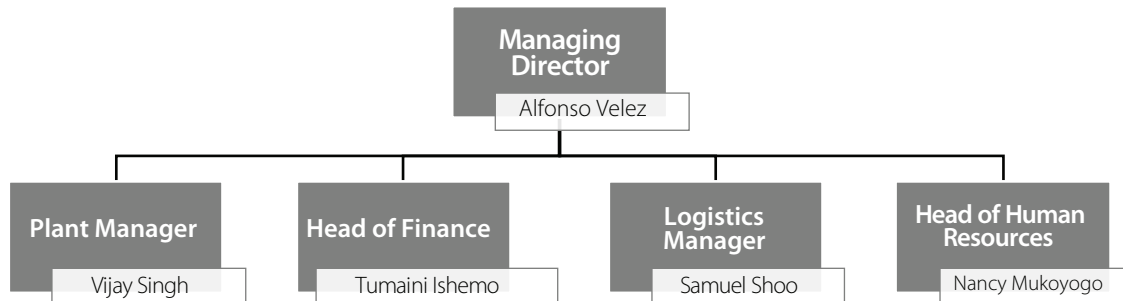 Managing
Director
Alfonso Velez
Plant Manager
Vijay Singh
Head of Finance
Tumaini Ishemo
Logistics
Manager
Samuel Shoo
Head of Human
Resources
Nancy Mukoyogo